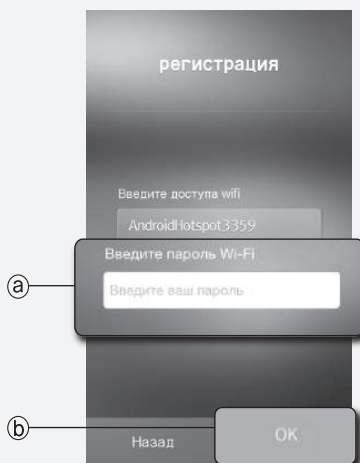 регистрация
Введите доступа wifi
AndroidHotspot3359
Введите пароль Wi-Fi
Введите ваш пароль
ⓐ
ⓑ
Назад
OK